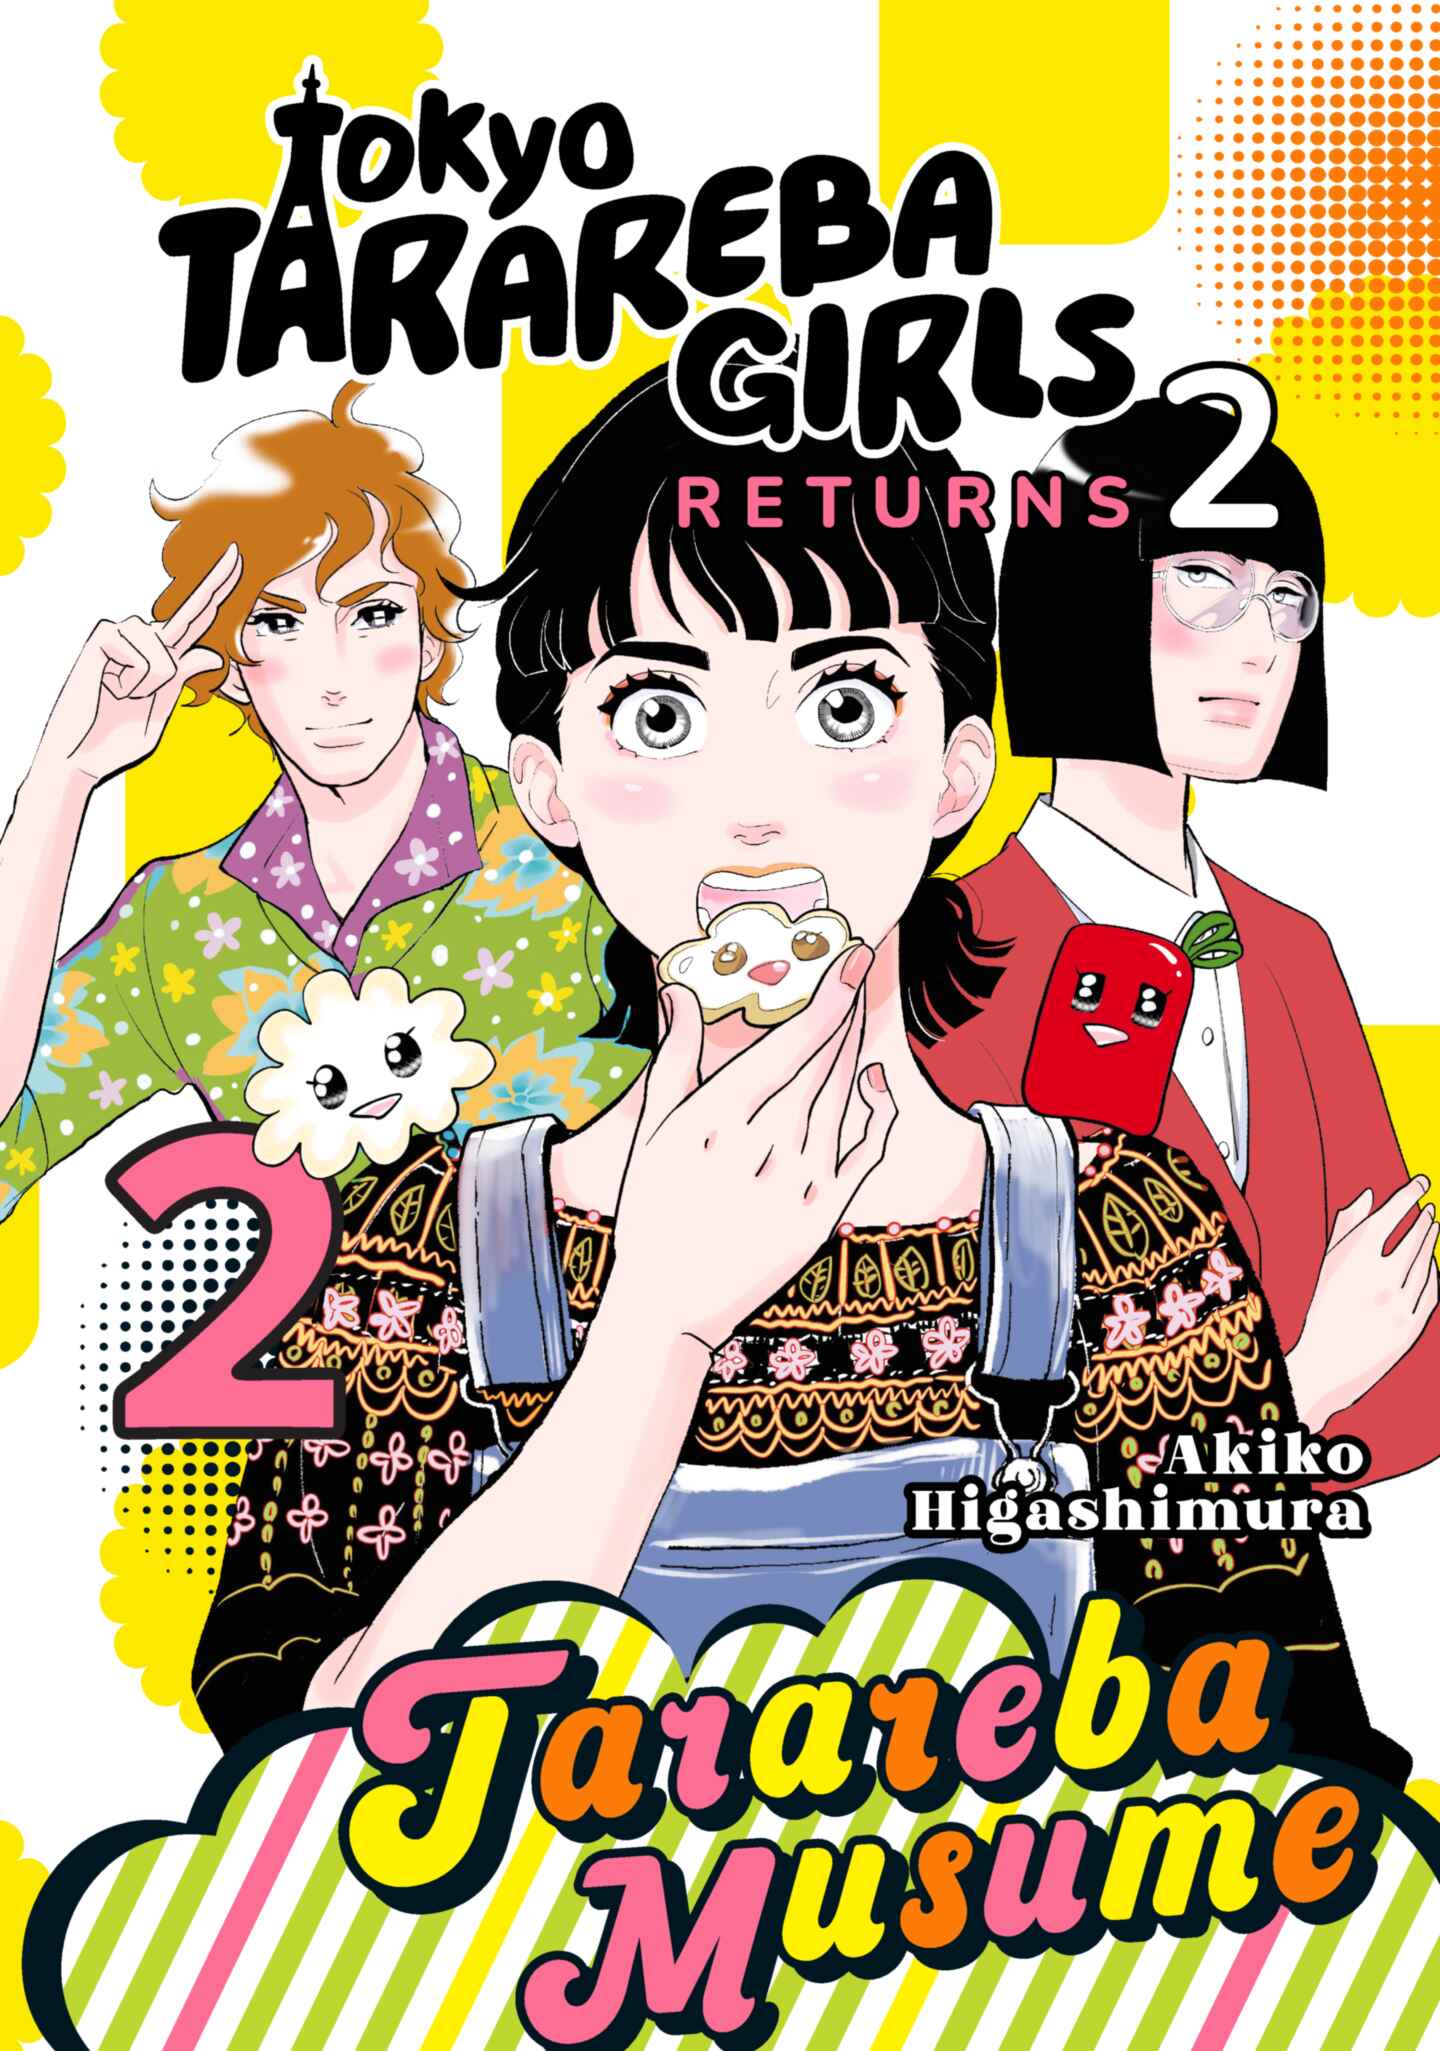 TOKYO
TARAREBA
GIRLS
RETURNS 2
2
Akiko
Higashimura
Tarareba
Musume